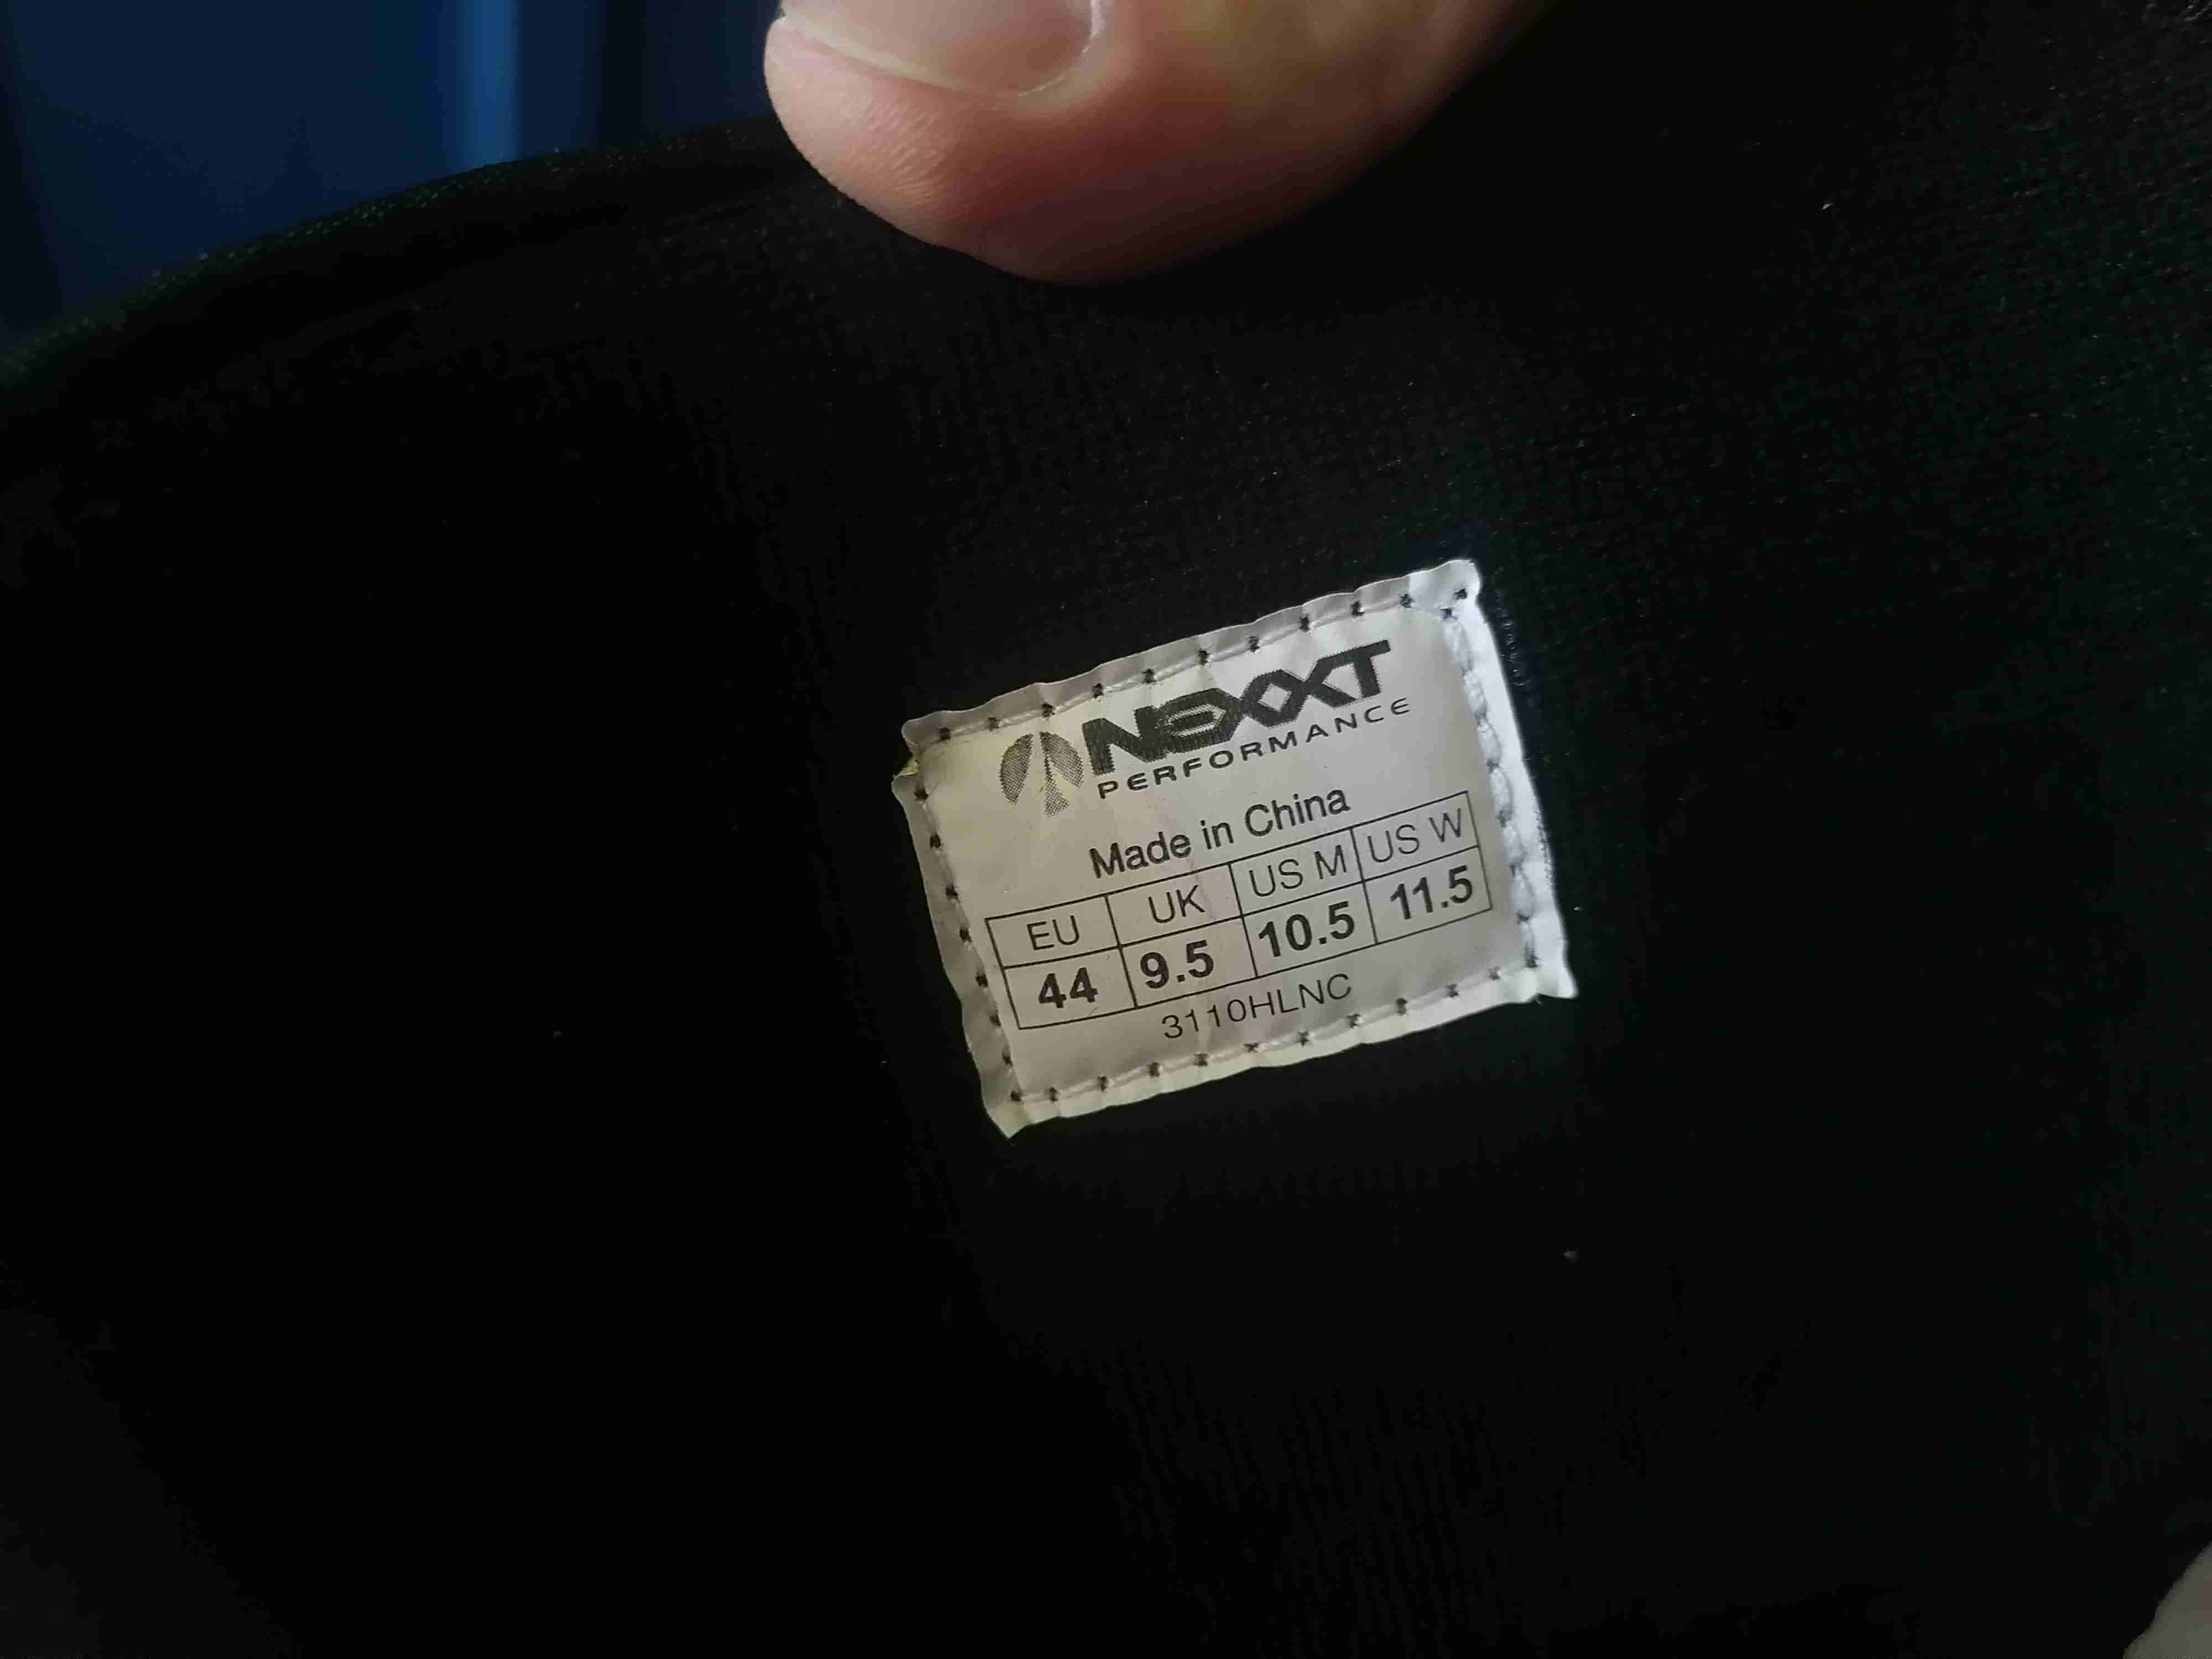 NEXXT
PERFORMANCE
Made in China
EU UK US M US W
44 9.5 10.5 11.5
3110HLNC